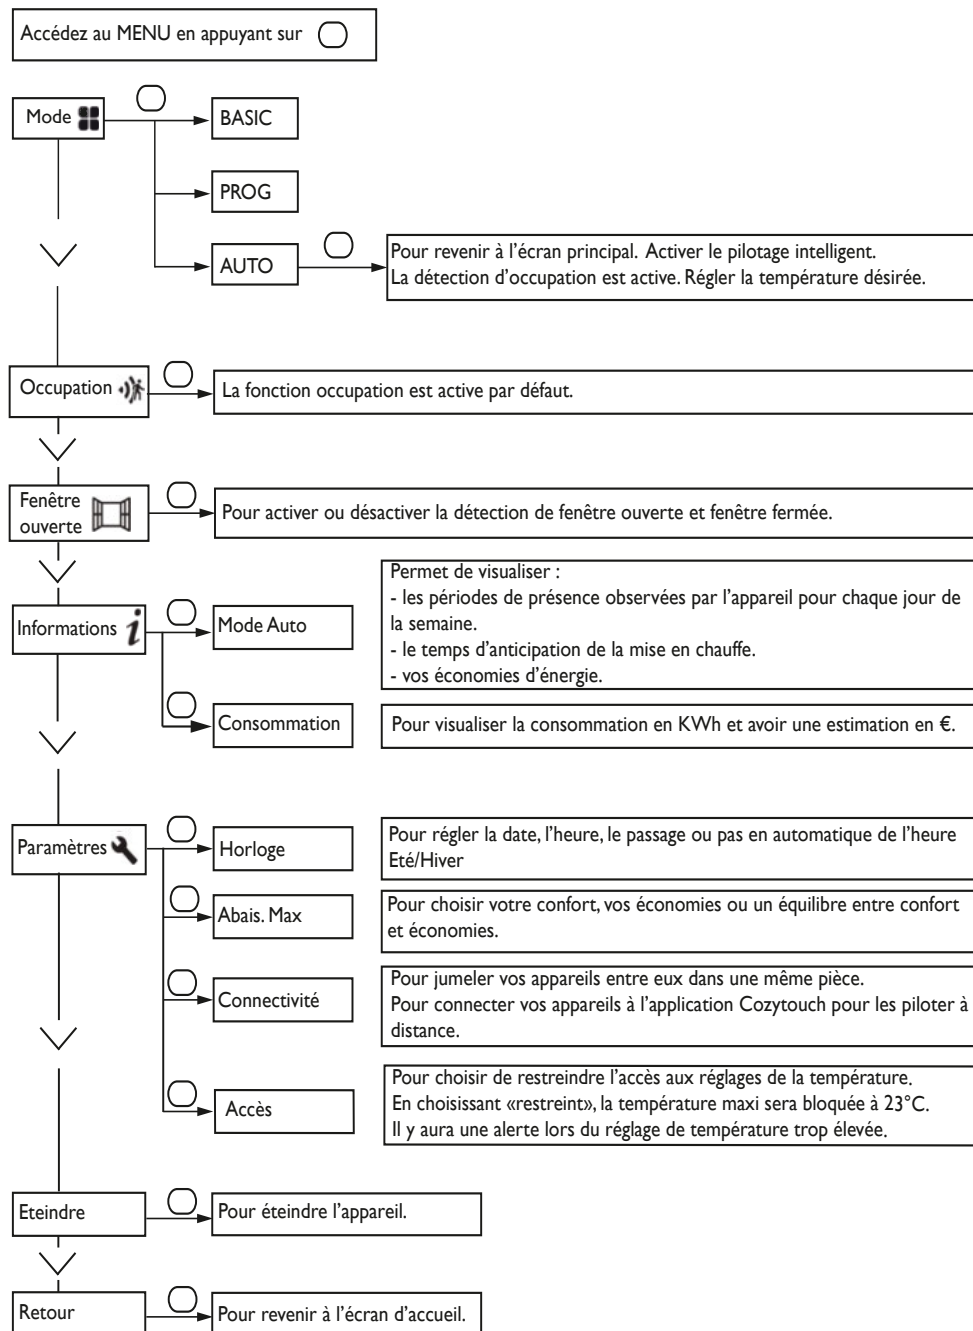 Accédez au MENU en appuyant sur
Mode
BASIC
PROG
AUTO
Pour revenir à l'écran principal. Activer le pilotage intelligent.
La détection d'occupation est active. Régler la température désirée.
Occupation
La fonction occupation est active par défaut.
Fenêtre
ouverte
Pour activer ou désactiver la détection de fenêtre ouverte et fenêtre fermée.
Informations
Mode Auto
Permet de visualiser :
- les périodes de présence observées par l'appareil pour chaque jour de
la semaine.
- le temps d'anticipation de la mise en chauffe.
- vos économies d'énergie.
Consommation
Pour visualiser la consommation en KWh et avoir une estimation en €.
Paramètres
Horloge
Pour régler la date, l'heure, le passage ou pas en automatique de l'heure
Eté/Hiver
Abais. Max
Pour choisir votre confort, vos économies ou un équilibre entre confort
et économies.
Connectivité
Pour jumeler vos appareils entre eux dans une même pièce.
Pour connecter vos appareils à l'application Cozytouch pour les piloter à
distance.
Accès
Pour choisir de restreindre l'accès aux réglages de la température.
En choisissant «restreint», la température maxi sera bloquée à 23°C.
Il y aura une alerte lors du réglage de température trop élevée.
Eteindre
Pour éteindre l'appareil.
Retour
Pour revenir à l'écran d'accueil.